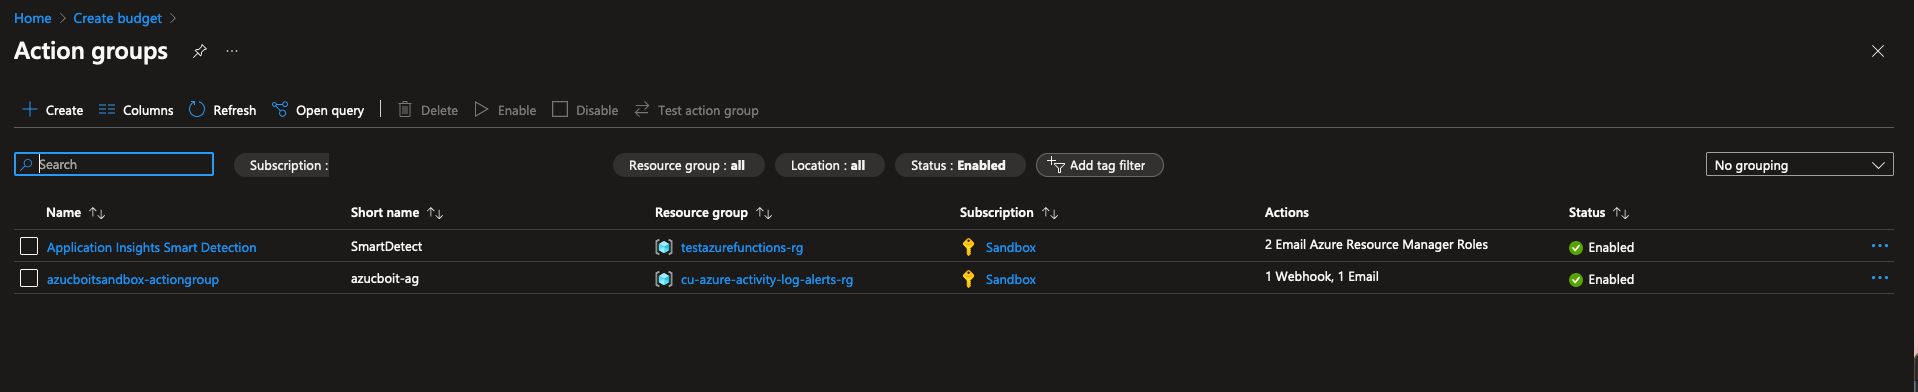 Home > Create budget >
Action groups ...
Create Columns Refresh Open query | Delete Enable Disable Test action group
Search Subscription : Resource group : all Location : all Status : Enabled Add tag filter No grouping
Name Short name Resource group Subscription Actions Status
Application Insights Smart Detection SmartDetect testazurefunctions-rg Sandbox 2 Email Azure Resource Manager Roles Enabled ...
azucboitsandbox-actiongroup azucboit-ag cu-azure-activity-log-alerts-rg Sandbox 1 Webhook, 1 Email Enabled ...